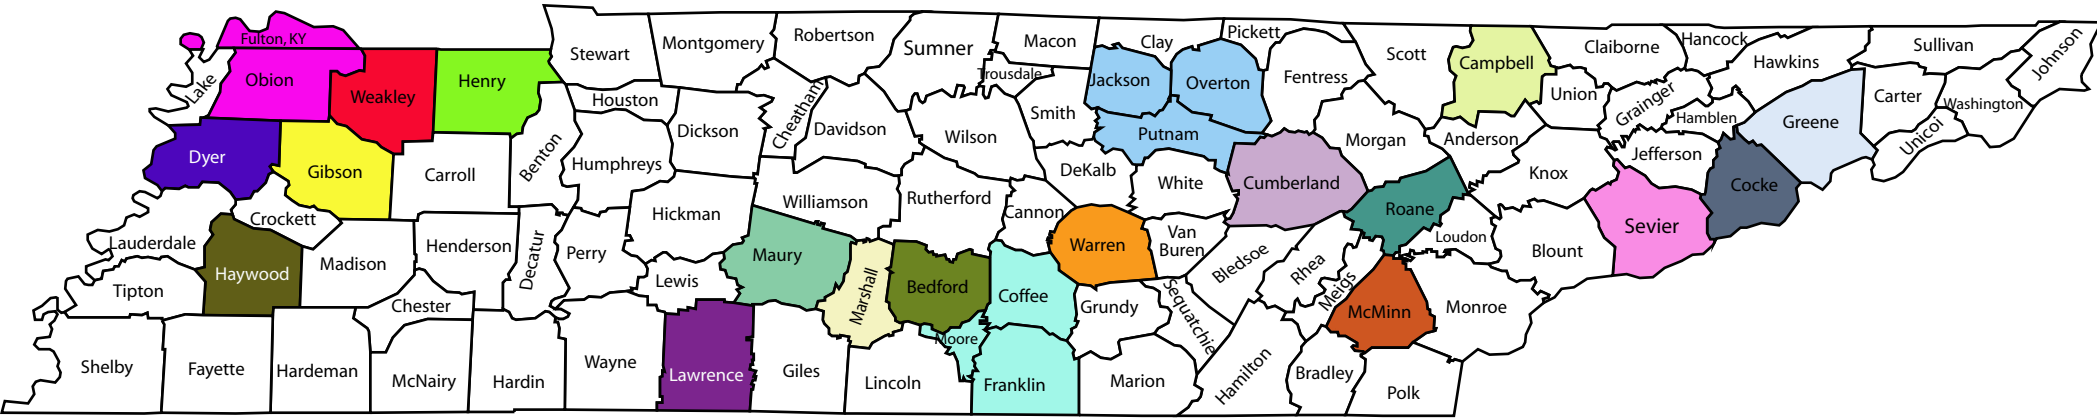 Fulton, KY
Lake
Obion
Weakley
Henry
Stewart
Montgomery
Robertson
Sumner
Macon
Trousdale
Clay
Pickett
Jackson
Overton
Fentress
Scott
Campbell
Claiborne
Hancock
Hawkins
Sullivan
Johnson
Union
Grainger
Hamblen
Greene
Carter
Washington
Unicoi
Dyer
Gibson
Carroll
Benton
Houston
Humphreys
Dickson
Cheatham
Davidson
Wilson
Smith
Putnam
DeKalb
White
Cumberland
Morgan
Anderson
Knox
Jefferson
Cocke
Sevier
Roane
Loudon
Blount
Lauderdale
Crockett
Haywood
Madison
Henderson
Decatur
Perry
Hickman
Lewis
Williamson
Maury
Rutherford
Cannon
Warren
Van
Buren
Bledsoe
Rhea
Meigs
McMinn
Monroe
Tipton
Chester
Marshall
Bedford
Coffee
Grundy
Sequatchie
Moore
Shelby
Fayette
Hardeman
McNairy
Hardin
Wayne
Lawrence
Giles
Lincoln
Franklin
Marion
Hamilton
Bradley
Polk